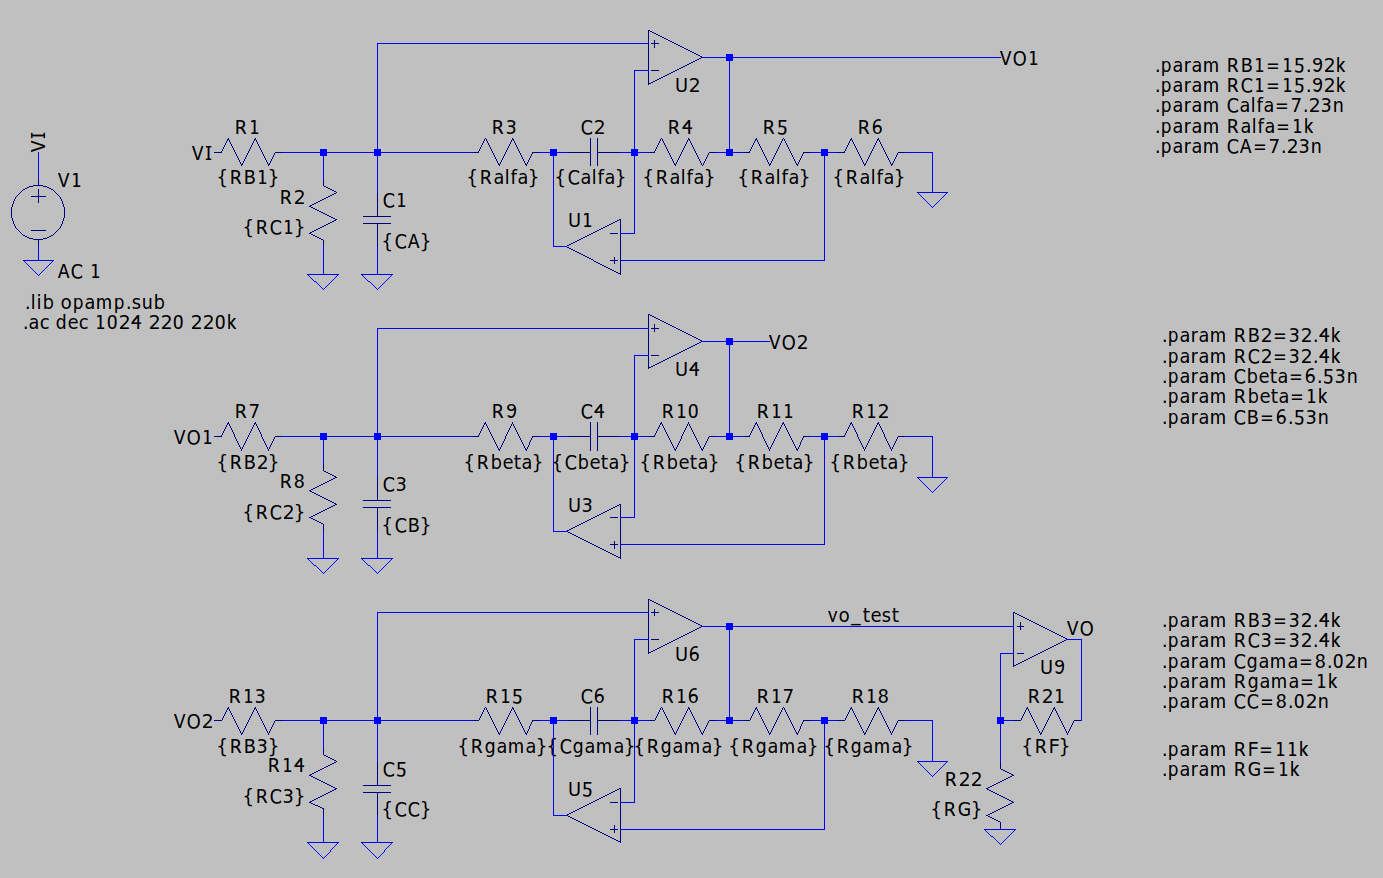 VO1
U2
.param RB1=15.92k
.param RC1=15.92k
.param Calfa=7.23n
.param Ralfa=1k
.param CA=7.23n
VI
V1
AC 1
.lib opamp.sub
.ac dec 1024 220 220k
VI
R1
{RB1}
R2
{RC1}
C1
{CA}
R3
{Ralfa}
C2
{Calfa}
R4
{Ralfa}
R5
{Ralfa}
R6
{Ralfa}
U1
VO2
U4
.param RB2=32.4k
.param RC2=32.4k
.param Cbeta=6.53n
.param Rbeta=1k
.param CB=6.53n
VO1
R7
{RB2}
R8
{RC2}
C3
{CB}
R9
{Rbeta}
C4
{Cbeta}
R10
{Rbeta}
R11
{Rbeta}
R12
{Rbeta}
U3
vo_test
VO
U6
U9
.param RB3=32.4k
.param RC3=32.4k
.param Cgama=8.02n
.param Rgama=1k
.param CC=8.02n
.param RF=11k
.param RG=1k
VO2
R13
{RB3}
R14
{RC3}
C5
{CC}
R15
{Rgama}
C6
{Cgama}
R16
{Rgama}
R17
{Rgama}
R18
{Rgama}
U5
R21
{RF}
R22
{RG}